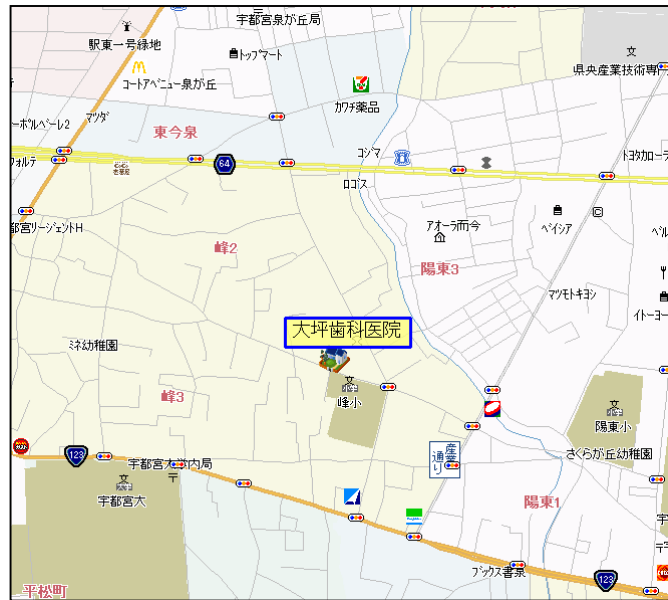 宇都宮泉が丘局
駅東一号緑地
トップマート
文
県央産業技術専門
コートアベニュー泉が丘
カワチ薬品
ーポルベーレ2
マツダ
東今泉
コジマ
フォルテ
64
トヨタカローラ
ロゴス
都宮リージェントH
アオーラ而今
ベイシア
ベル
峰2
陽東3
マツモトキヨシ
イトーヨー
大坪歯科医院
ミネ幼稚園
文
峰小
峰3
文
陽東小
産業通り
さくらが丘幼稚園
123
宇都宮大学内局
文
宇都宮大
陽東1
宇
ブックス書泉
123
平松町